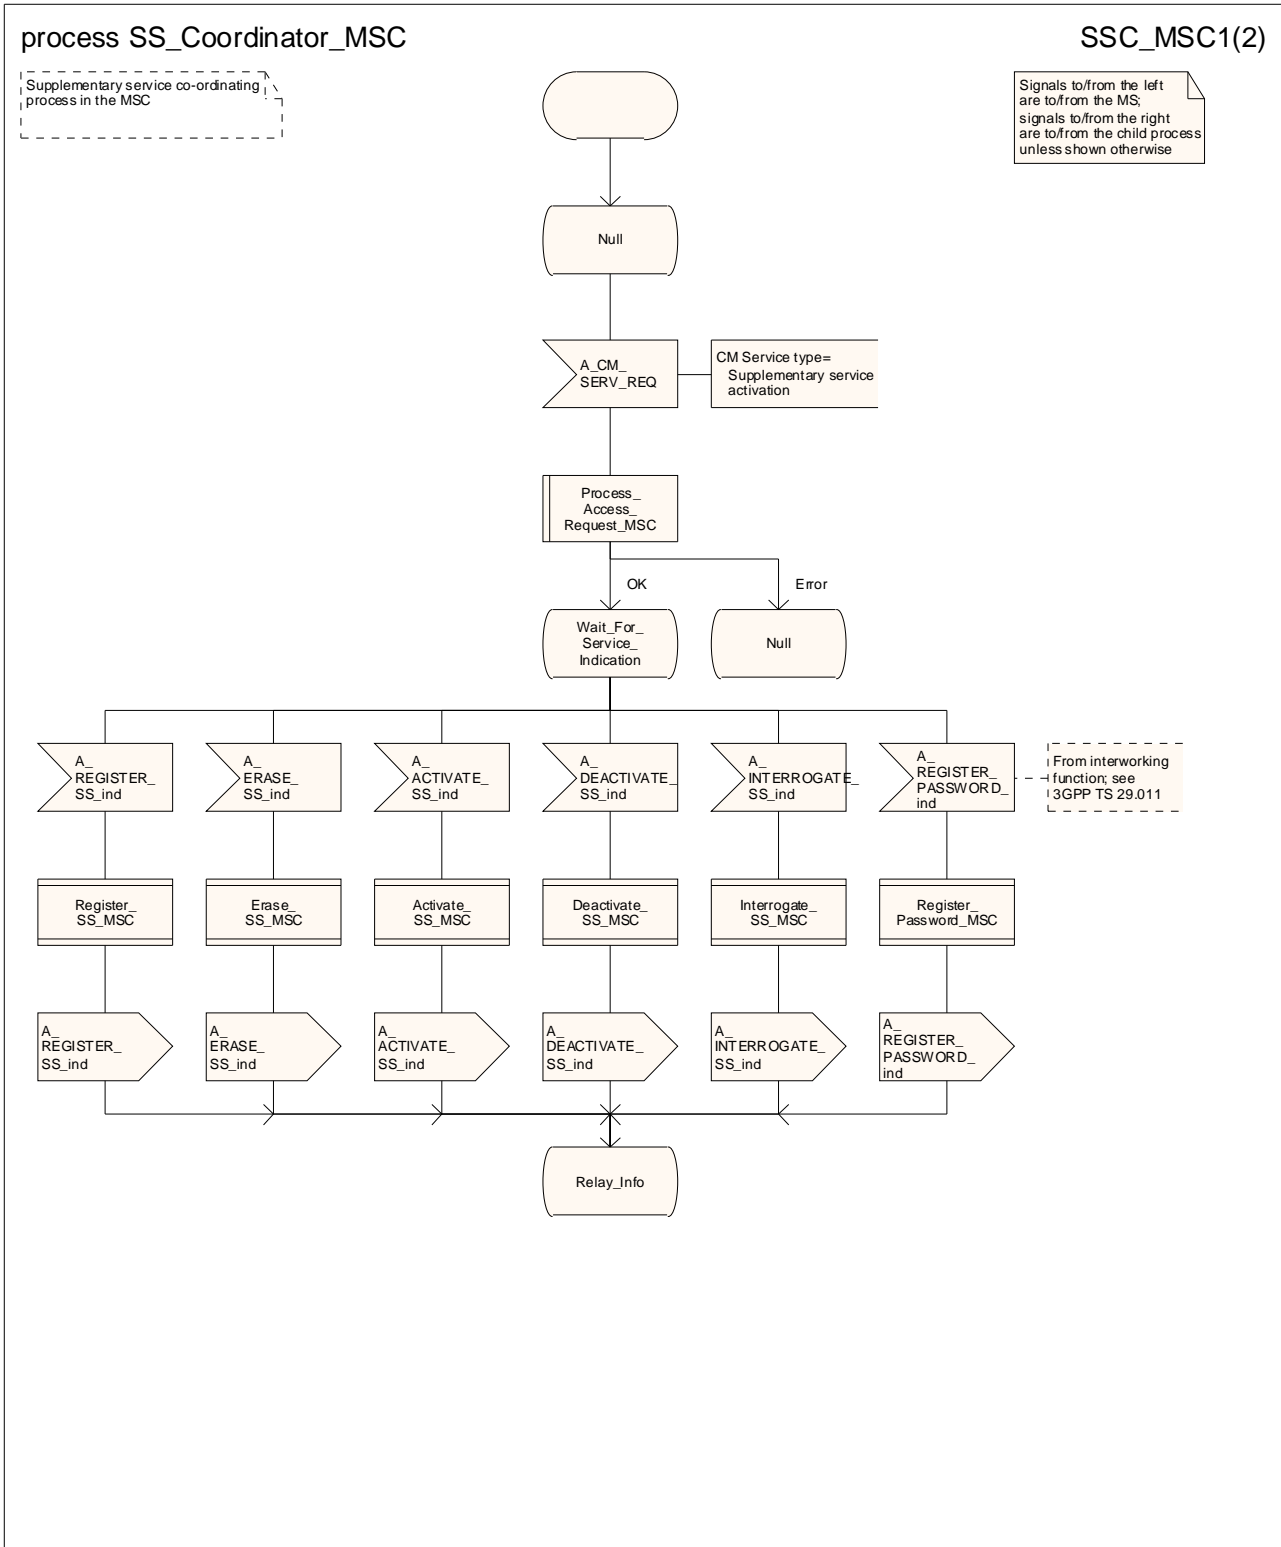 process SS_Coordinator_MSC
SSC_MSC1(2)
Supplementary service co-ordinating
process in the MSC
Signals to/from the left
are to/from the MS;
signals to/from the right
are to/from the child process
unless shown otherwise
Null
A_CM_
SERV_REQ
CM Service type=
Supplementary service
activation
Process_
Access_
Request_MSC
OK
Error
Wait_For_
Service_
Indication
Null
A_
REGISTER_
SS_ind
A_
ERASE_
SS_ind
A_
ACTIVATE_
SS_ind
A_
DEACTIVATE_
SS_ind
A_
INTERROGATE_
SS_ind
A_
REGISTER_
PASSWORD_
ind
From interworking
function; see
3GPP TS 29.011
Register_
SS_MSC
Erase_
SS_MSC
Activate_
SS_MSC
Deactivate_
SS_MSC
Interrogate_
SS_MSC
Register_
Password_MSC
A_
REGISTER_
SS_ind
A_
ERASE_
SS_ind
A_
ACTIVATE_
SS_ind
A_
DEACTIVATE_
SS_ind
A_
INTERROGATE_
SS_ind
A_
REGISTER_
PASSWORD_
ind
Relay_Info